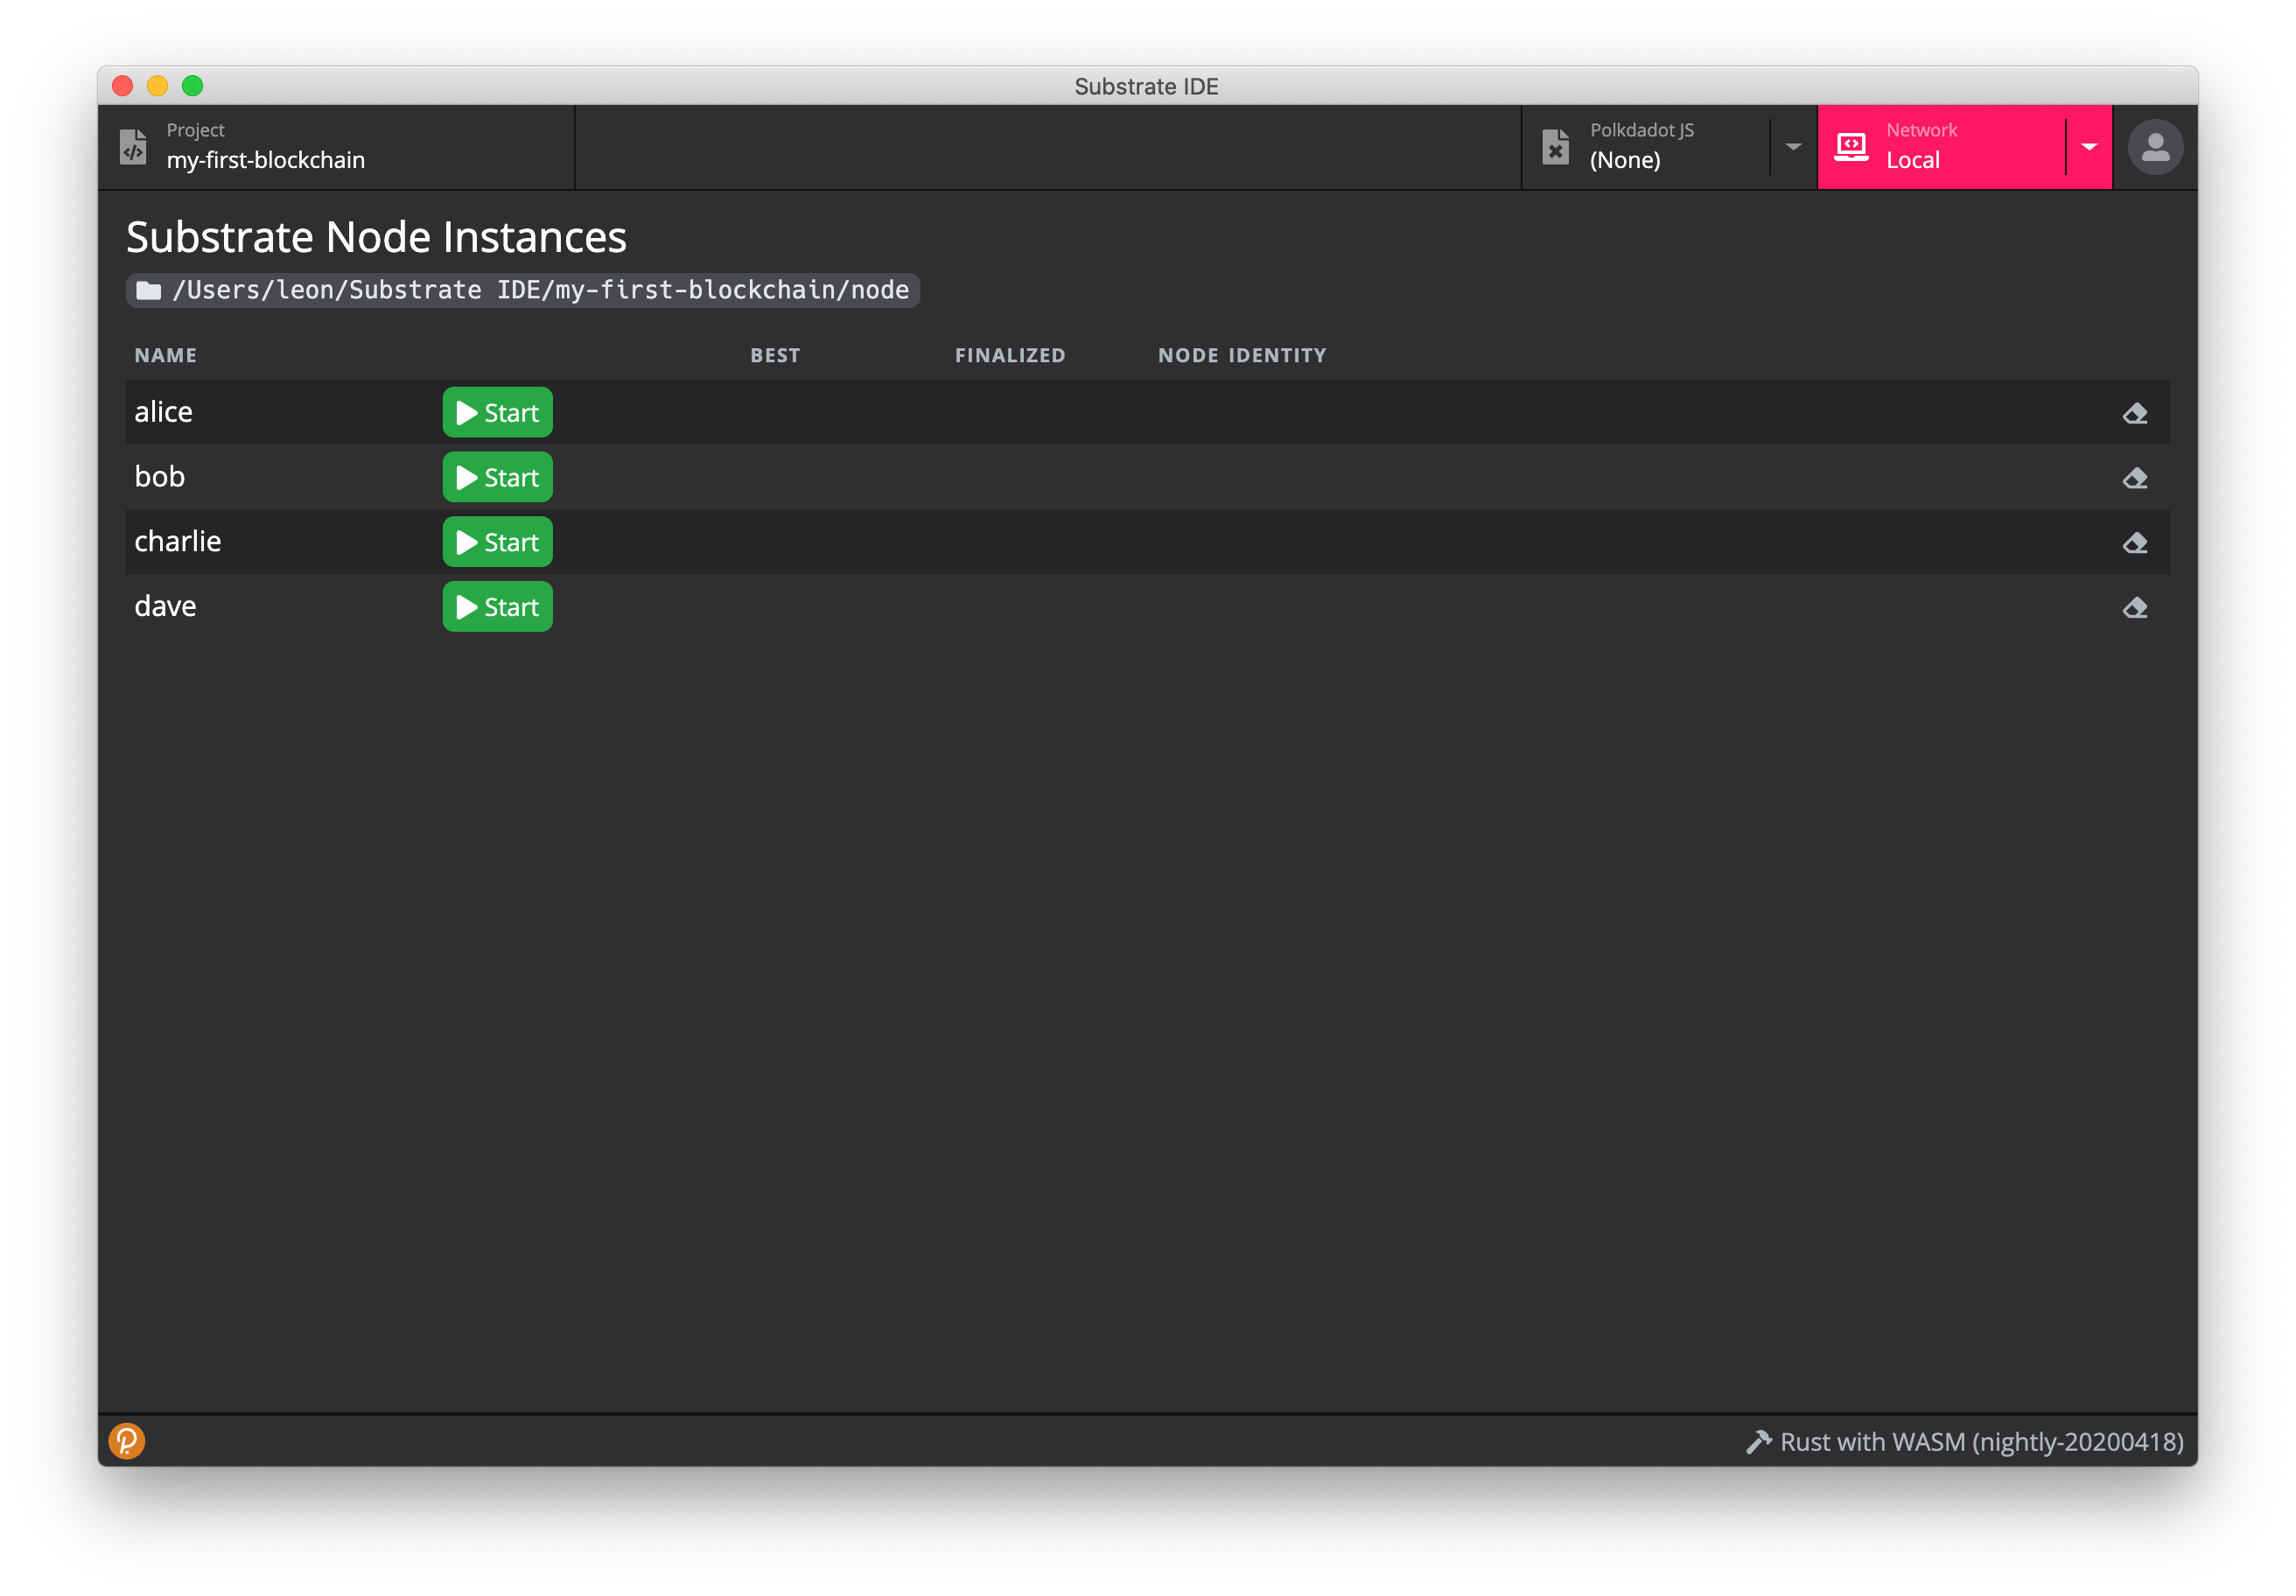 Substrate IDE
Project
my-first-blockchain
Polkdadot JS
(None)
Network
Local
Substrate Node Instances
/Users/leon/Substrate IDE/my-first-blockchain/node
NAME BEST FINALIZED NODE IDENTITY
alice Start
bob Start
charlie Start
dave Start
Rust with WASM (nightly-20200418)